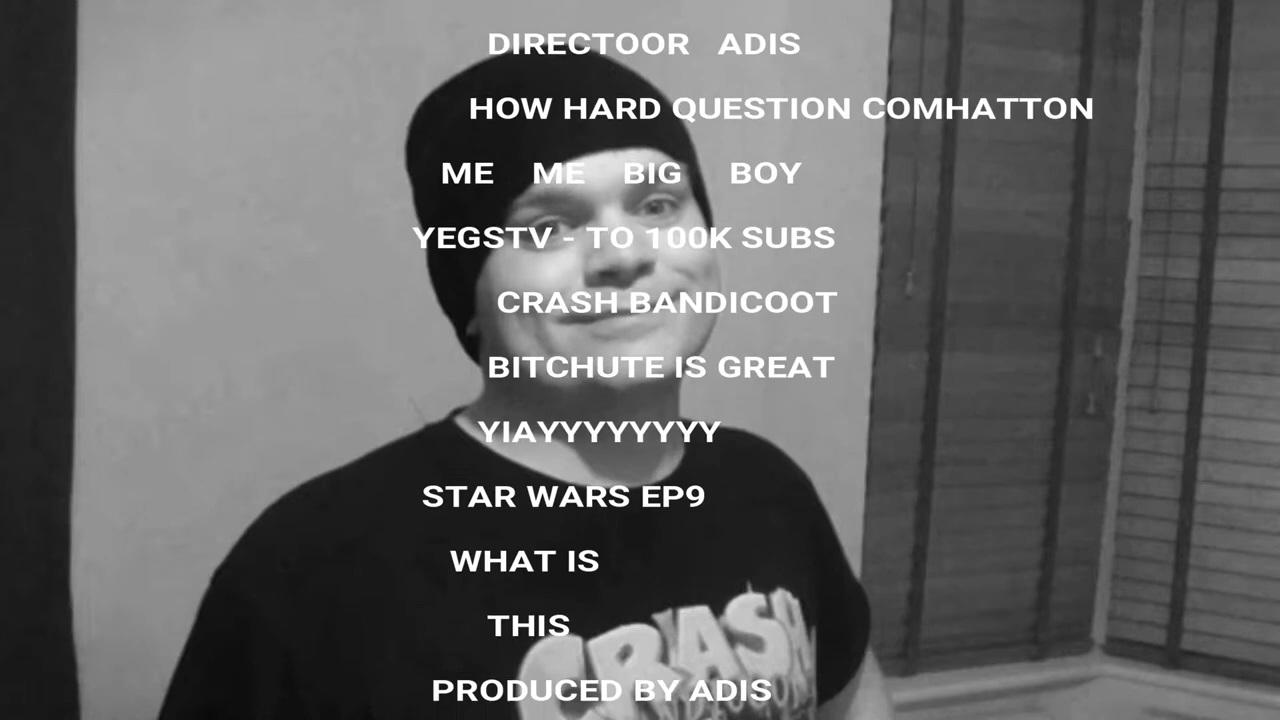 DIRECTOOR ADIS
HOW HARD QUESTION COMHATTON
ME ME BIG BOY
YEGSTV - TO 100K SUBS
CRASH BANDICOOT
BITCHUTE IS GREAT
YIAYYYYYYYY
STAR WARS EP9
WHAT IS
THIS
CRASH
PRODUCED BY ADIS